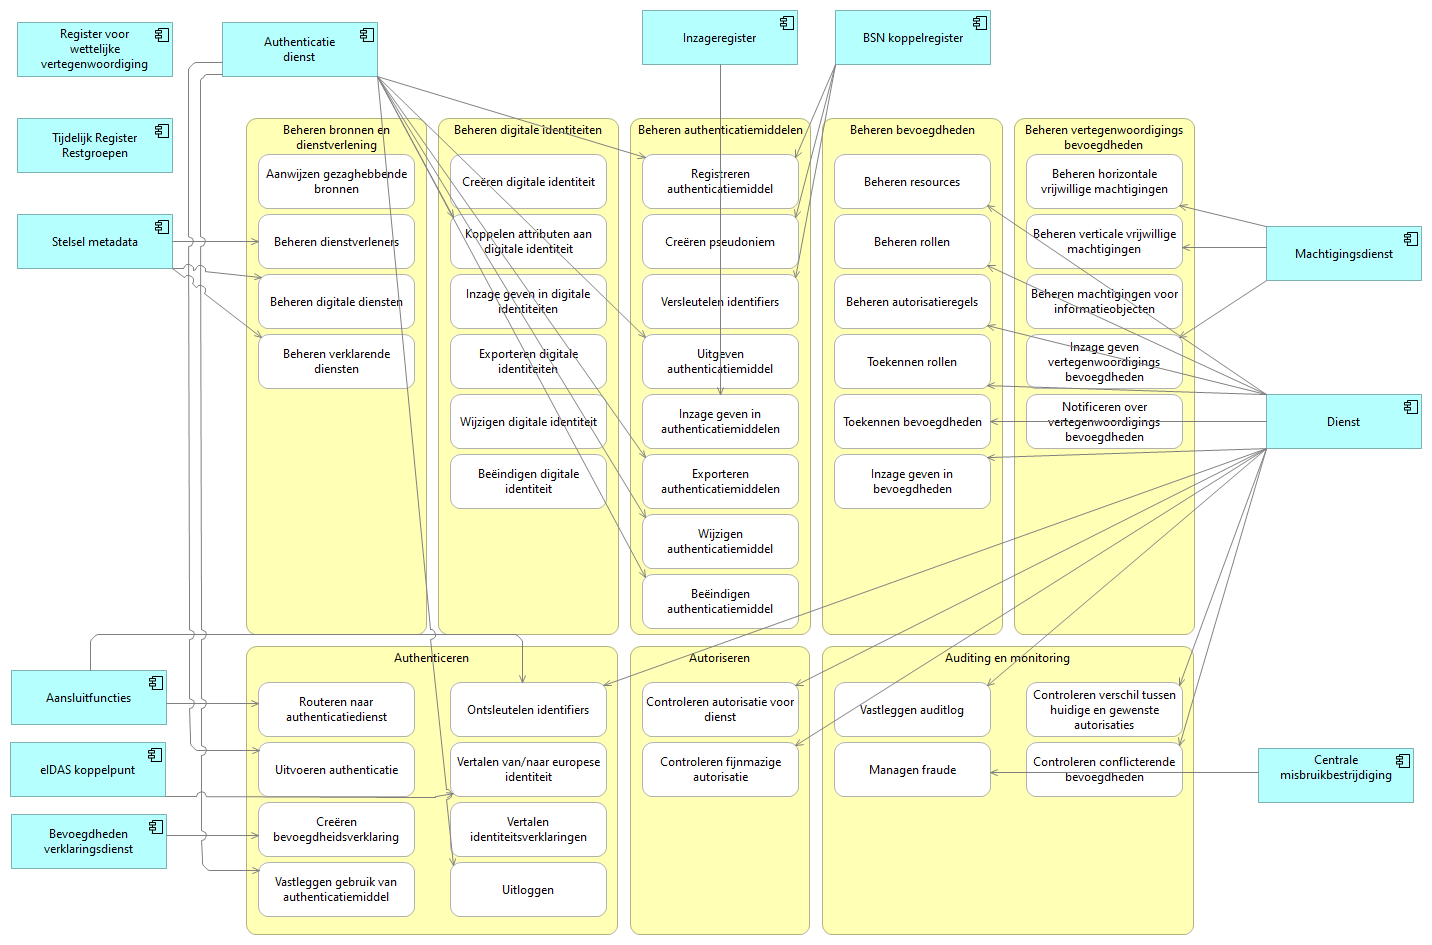 Register voor
wettelijke
vertegenwoordiging
Authenticatie
dienst
Inzageregister
BSN koppelregister
Tijdelijk Register
Restgroepen
Stelsel metadata
Beheren bronnen en
dienstverlening
Aanwijzen gezaghebbende
bronnen
Beheren dienstverleners
Beheren digitale diensten
Beheren verklarende
diensten
Beheren digitale identiteiten
Creëren digitale identiteit
Koppelen attributen aan
digitale identiteit
Inzage geven in digitale
identiteiten
Exporteren digitale
identiteiten
Wijzigen digitale identiteit
Beëindigen digitale
identiteit
Beheren authenticatiemiddelen
Registreren
authenticatiemiddel
Creëren pseudoniem
Versleutelen identifiers
Uitgeven
authenticatiemiddel
Inzage geven in
authenticatiemiddelen
Exporteren
authenticatiemiddelen
Wijzigen
authenticatiemiddel
Beëindigen
authenticatiemiddel
Beheren bevoegdheden
Beheren resources
Beheren rollen
Beheren autorisatieregels
Toekennen rollen
Toekennen bevoegdheden
Inzage geven in
bevoegdheden
Beheren vertegenwoordigings
bevoegdheden
Beheren horizontale
vrijwillige machtigingen
Beheren verticale vrijwillige
machtigingen
Beheren machtigingen voor
informatieobjecten
Inzage geven
vertegenwoordigings
bevoegdheden
Notificeren over
vertegenwoordigings
bevoegdheden
Machtigingsdienst
Dienst
Aansluitfuncties
eIDAS koppelpunt
Bevoegdheden
verklaringsdienst
Authenticeren
Routeren naar
authenticatiedienst
Ontsleutelen identifiers
Uitvoeren authenticatie
Vertalen van/naar europese
identiteit
Creëren
bevoegdheidsverklaring
Vertalen
identiteitsverklaringen
Vastleggen gebruik van
authenticatiemiddel
Uitloggen
Autoriseren
Controleren autorisatie voor
dienst
Controleren fijnmazige
autorisatie
Auditing en monitoring
Vastleggen auditlog
Controleren verschil tussen
huidige en gewenste
autorisaties
Managen fraude
Controleren conflicterende
bevoegdheden
Centrale
misbruikbestrijdiging